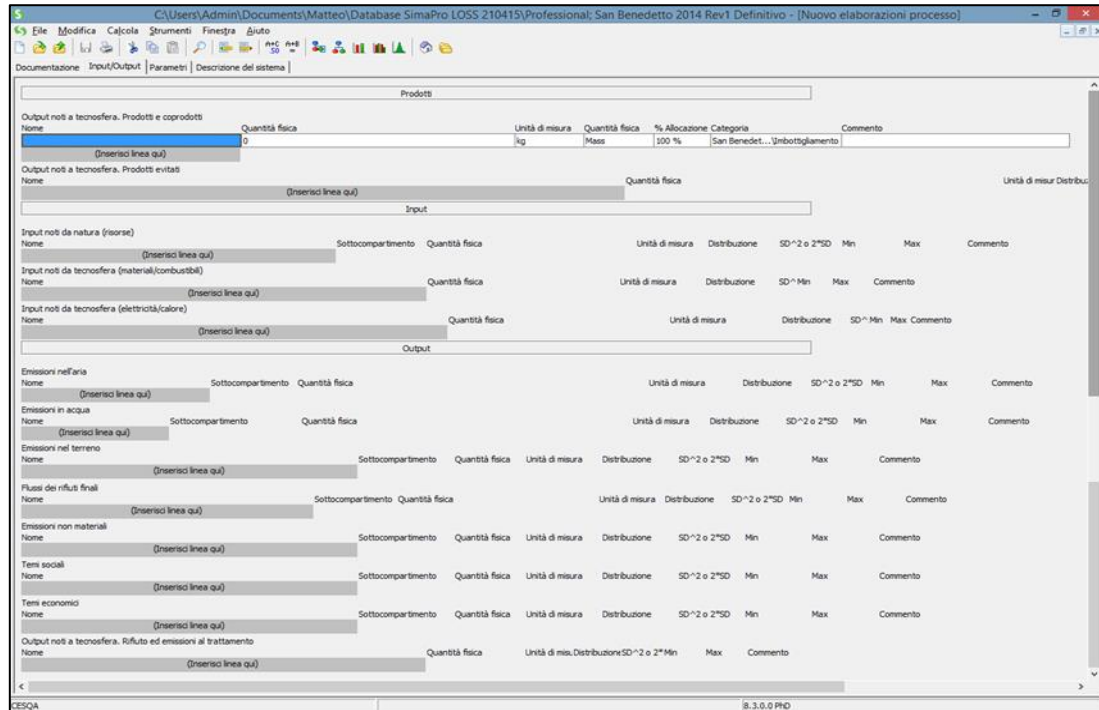 C:\Users\Admin\Documents\Matteo\Database SimaPro LOSS 210415\Professional; San Benedetto 2014 Rev1 Definitivo - [Nuovo elaborazioni processo]
File Modifica Calcola Strumenti Finestra Aiuto
Documentazione Input/Output Parametri Descrizione del sistema
Prodotti
Output noti a tecnosfera. Prodotti e coprodotti
Nome Quantità fisica Unità di misura Quantità fisica % Allocazione Categoria Commento
0 kg Mass 100 % San Benedet...\Imbottigliamento
(Inserisci linea qui)
Output noti a tecnosfera. Prodotti evitati
Nome Quantità fisica Unità di misur Distribuz
(Inserisci linea qui)
Input
Input noti da natura (risorse)
Nome Sottocompartimento Quantità fisica Unità di misura Distribuzione SD^2 o 2*SD Min Max Commento
(Inserisci linea qui)
Input noti da tecnosfera (materiali/combustibili)
Nome Quantità fisica Unità di misura Distribuzione SD^ Min Max Commento
(Inserisci linea qui)
Input noti da tecnosfera (elettricità/calore)
Nome Quantità fisica Unità di misura Distribuzione SD^ Min Max Commento
(Inserisci linea qui)
Output
Emissioni nell'aria
Nome Sottocompartimento Quantità fisica Unità di misura Distribuzione SD^2 o 2*SD Min Max Commento
(Inserisci linea qui)
Emissioni in acqua
Nome Sottocompartimento Quantità fisica Unità di misura Distribuzione SD^2 o 2*SD Min Max Commento
(Inserisci linea qui)
Emissioni nel terreno
Nome Sottocompartimento Quantità fisica Unità di misura Distribuzione SD^2 o 2*SD Min Max Commento
(Inserisci linea qui)
Flussi dei rifiuti finali
Nome Sottocompartimento Quantità fisica Unità di misura Distribuzione SD^2 o 2*SD Min Max Commento
(Inserisci linea qui)
Emissioni non materiali
Nome Sottocompartimento Quantità fisica Unità di misura Distribuzione SD^2 o 2*SD Min Max Commento
(Inserisci linea qui)
Temi sociali
Nome Sottocompartimento Quantità fisica Unità di misura Distribuzione SD^2 o 2*SD Min Max Commento
(Inserisci linea qui)
Temi economici
Nome Sottocompartimento Quantità fisica Unità di misura Distribuzione SD^2 o 2*SD Min Max Commento
(Inserisci linea qui)
Output noti a tecnosfera. Rifiuto ed emissioni al trattamento
Nome Quantità fisica Unità di misu Distribuzione SD^2 o 2* Min Max Commento
(Inserisci linea qui)
CESQA 8.3.0.0 PhD